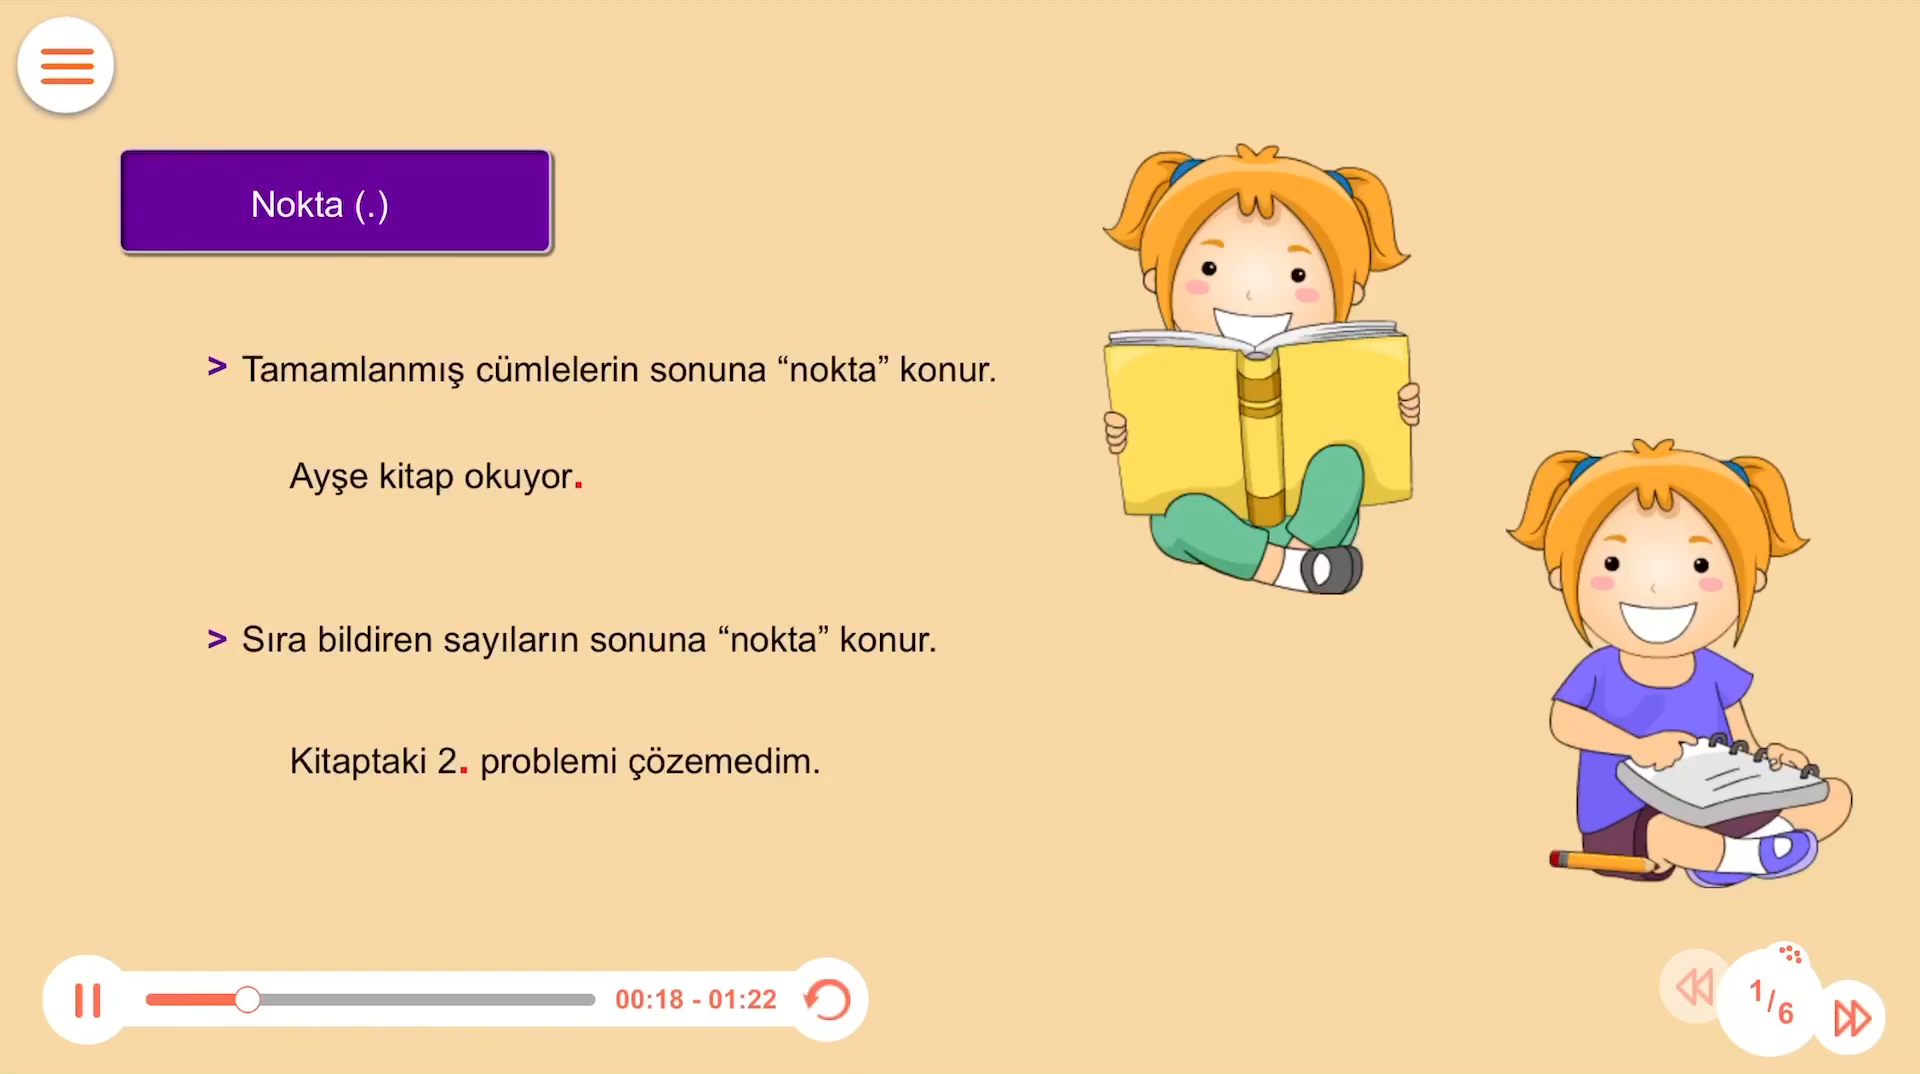 Nokta (.)
> Tamamlanmış cümlelerin sonuna “nokta” konur.
Ayşe kitap okuyor.
> Sıra bildiren sayıların sonuna “nokta” konur.
Kitaptaki 2. problemi çözemedim.
00:18 - 01:22
1/6